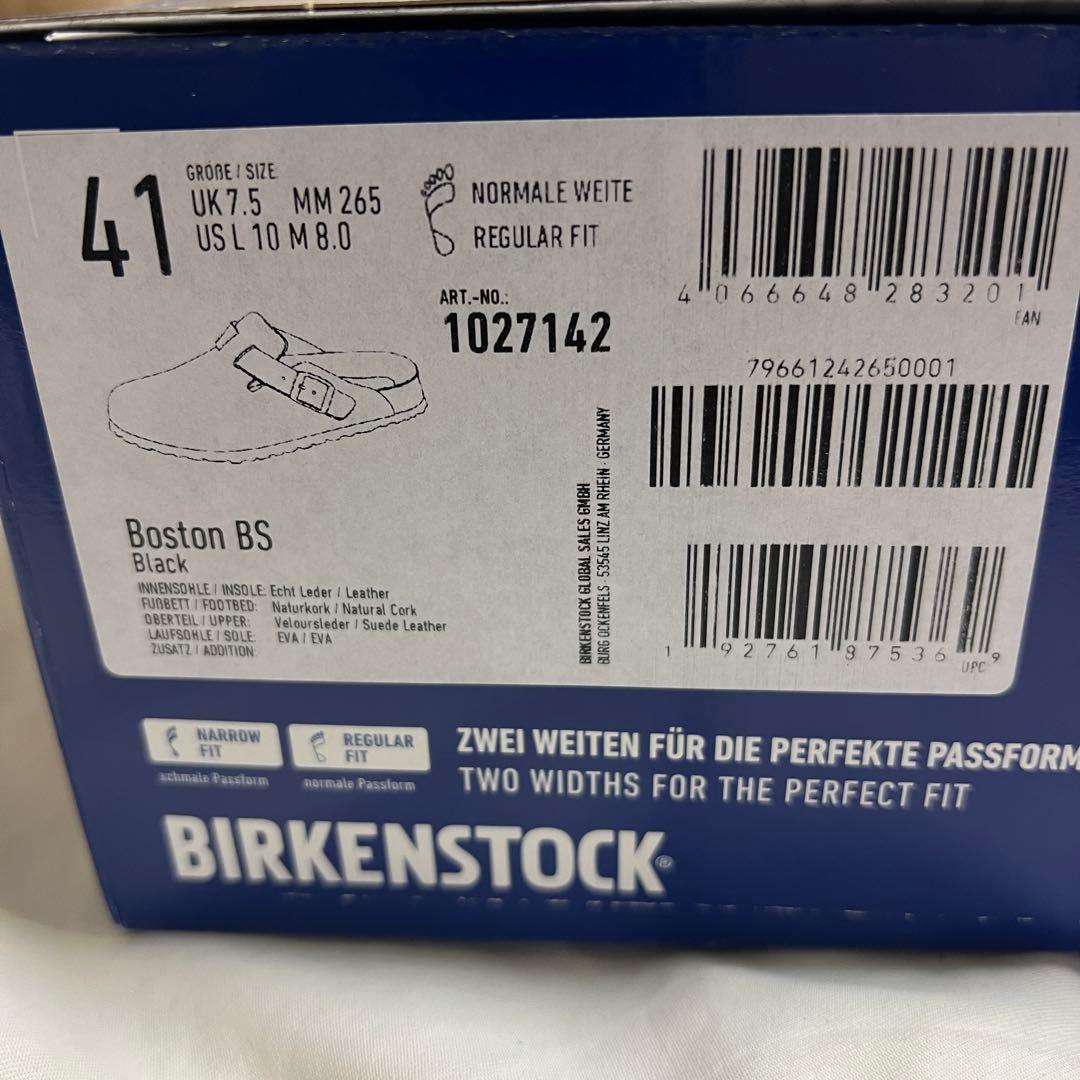 41
GRÖßE / SIZE
UK 7.5 MM 265
US L 10 M 8.0
NORMALE WEITE
REGULAR FIT
ART.-NO.:
1027142
4 066648 283201
EAN
79661242650001
1 92761 87536 9
UPC
BIRKENSTOCK GLOBAL SALES GMBH
BURG OCKENFELS · 53545 LINZ AM RHEIN · GERMANY
Boston BS
Black
INNENSOHLE / INSOLE: Echt Leder / Leather
FUßBETT / FOOTBED: Naturkork / Natural Cork
OBERTEIL / UPPER: Veloursleder / Suede Leather
LAUFSOHLE / SOLE: EVA / EVA
ZUSATZ / ADDITION:
NARROW FIT
schmale Passform
REGULAR FIT
normale Passform
ZWEI WEITEN FÜR DIE PERFEKTE PASSFORM
TWO WIDTHS FOR THE PERFECT FIT
BIRKENSTOCK®